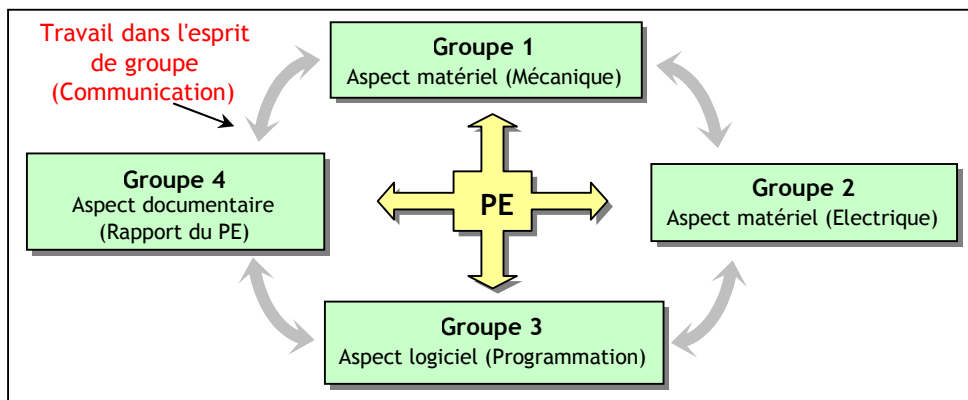 Travail dans l'esprit
de groupe
(Communication)
Groupe 1
Aspect matériel (Mécanique)
Groupe 4
Aspect documentaire
(Rapport du PE)
PE
Groupe 2
Aspect matériel (Electrique)
Groupe 3
Aspect logiciel (Programmation)